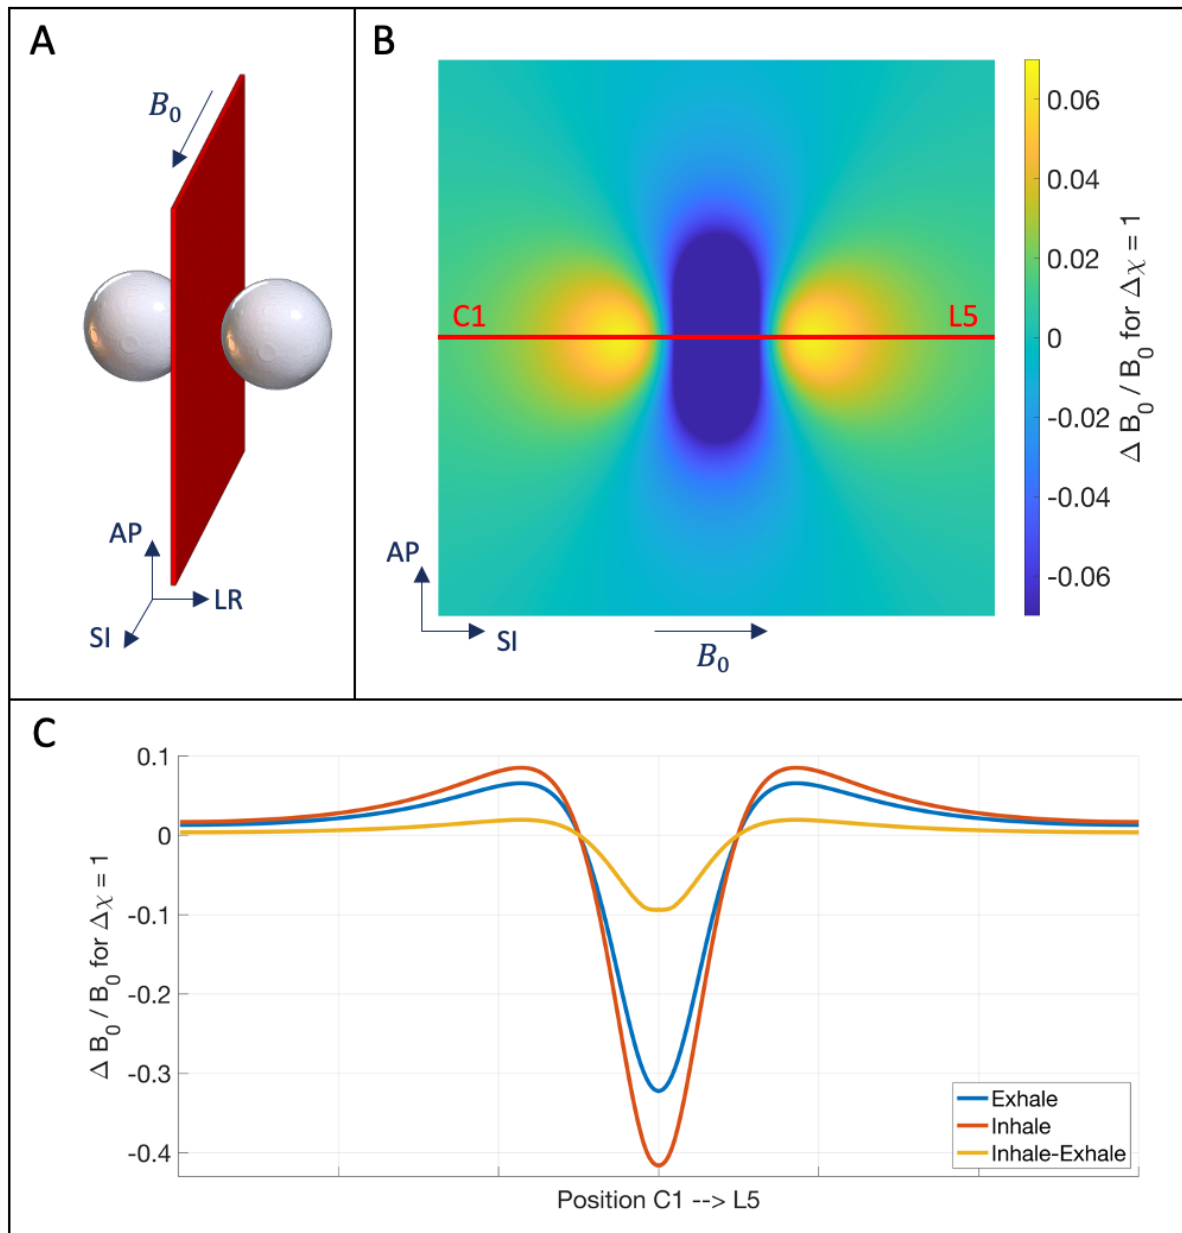 A
B₀
AP
LR
SI
B
C1
L5
AP
SI
B₀
0.06
0.04
0.02
0
-0.02
-0.04
-0.06
Δ B₀ / B₀ for Δχ = 1
C
0.1
0
-0.1
-0.2
-0.3
-0.4
Δ B₀ / B₀ for Δχ = 1
Exhale
Inhale
Inhale-Exhale
Position C1 --> L5